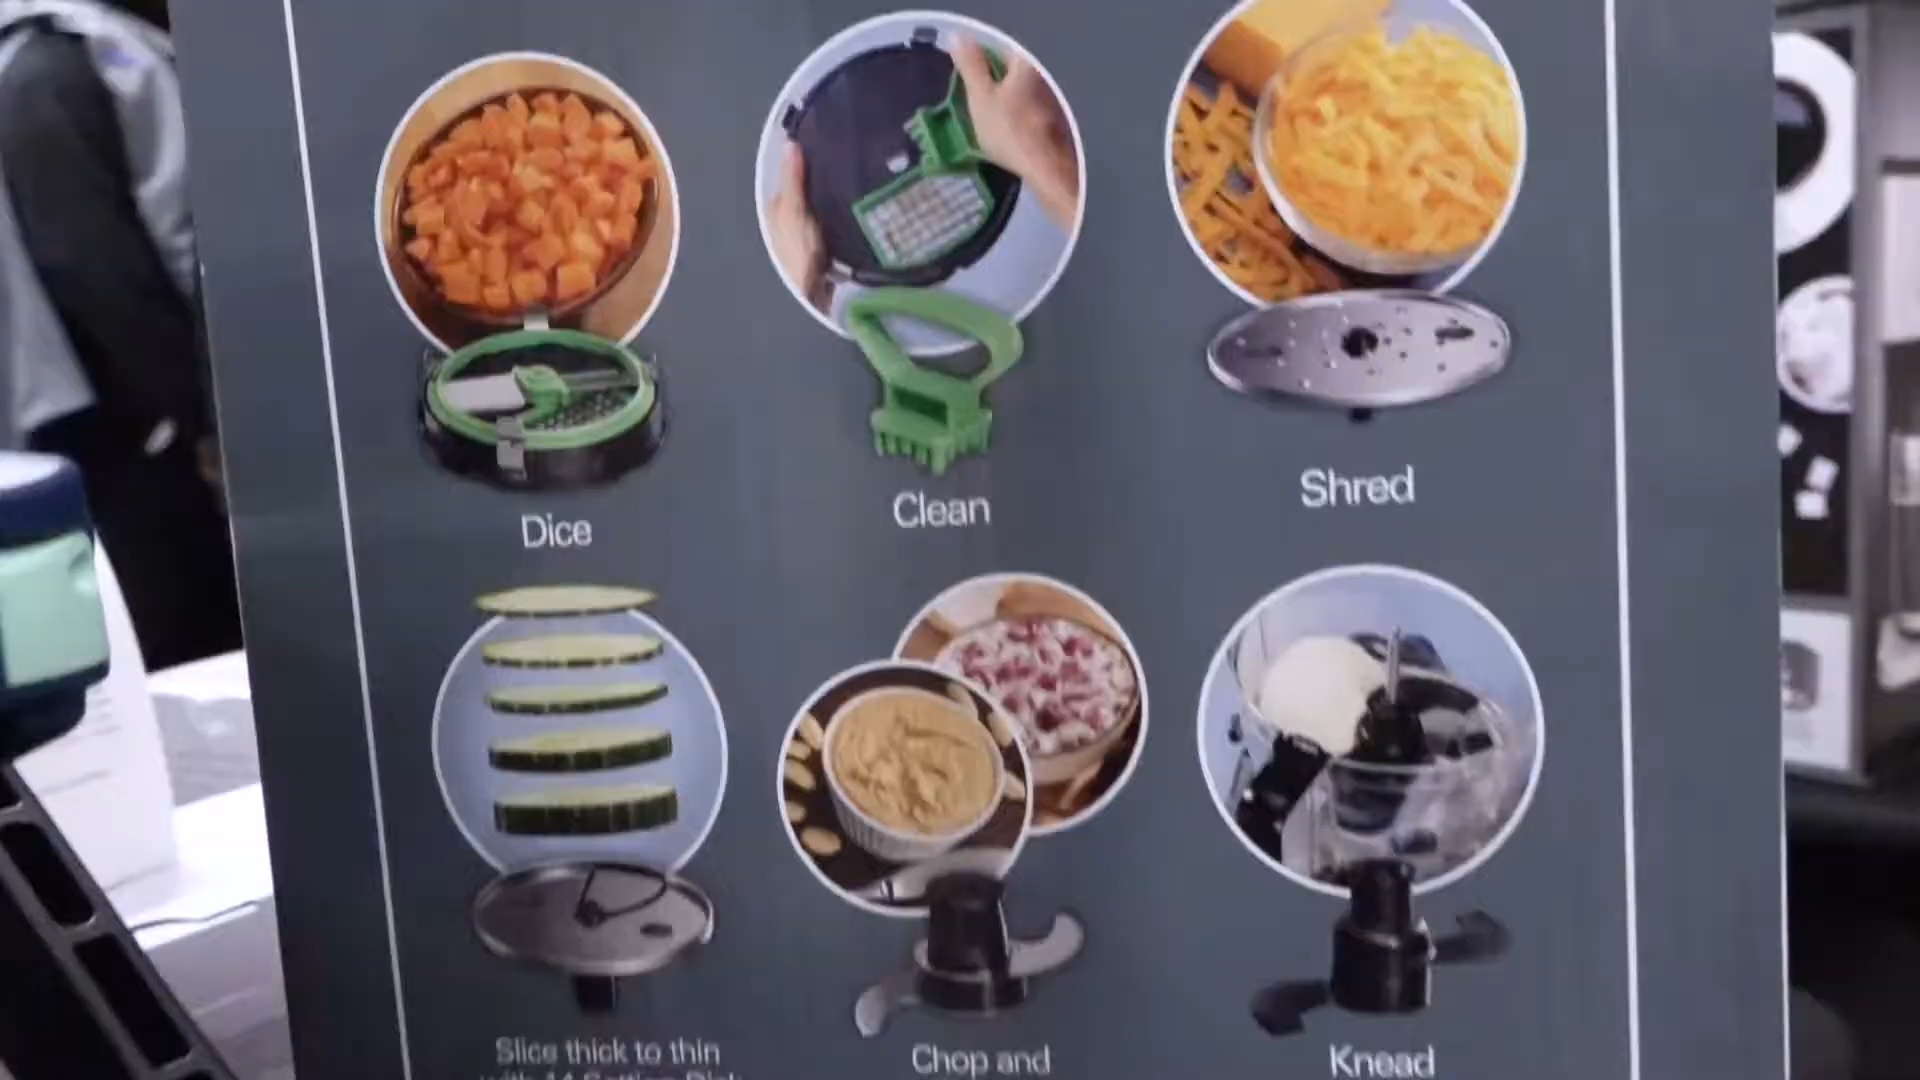 Dice
Clean
Shred
Slice thick to thin
Chop and
Knead